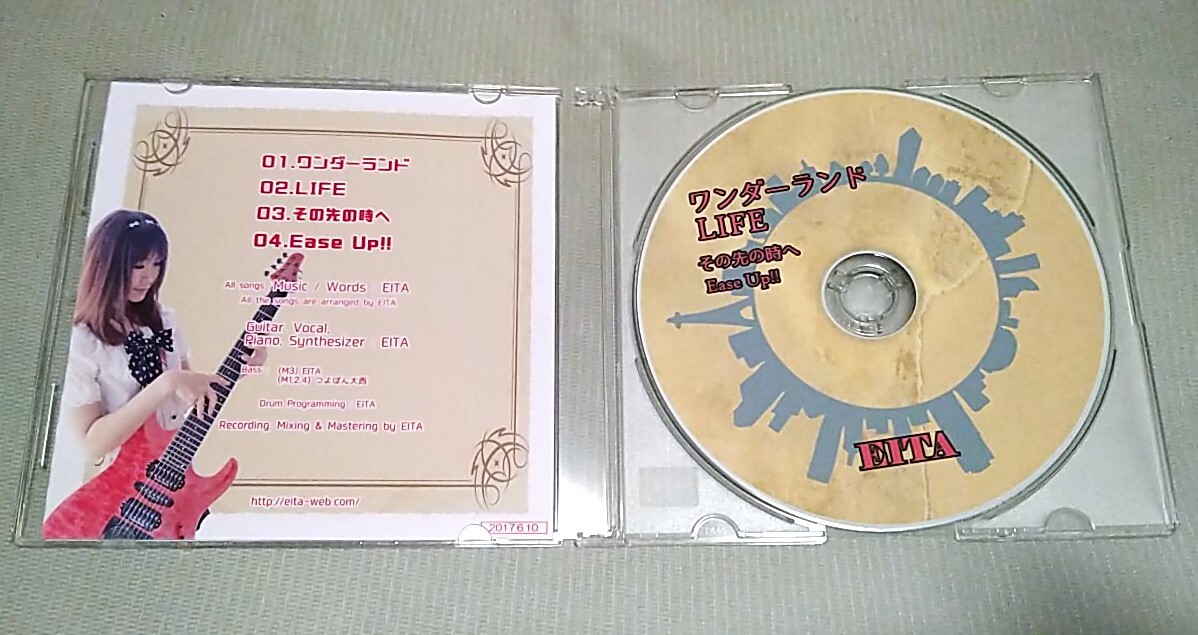 01.ワンダーランド
02.LIFE
03.その先の時へ
04.Ease Up!!
All songs Music / Words EITA
All the songs are arranged by EITA
Guitar Vocal,
Piano, Synthesizer EITA
Bass (M3) EITA
(M1,2,4) つよぽん大西
Drum Programming EITA
Recording Mixing & Mastering by EITA
http://eita-web.com/
2017.6.10
ワンダーランド
LIFE
その先の時へ
Ease Up!!
EITA